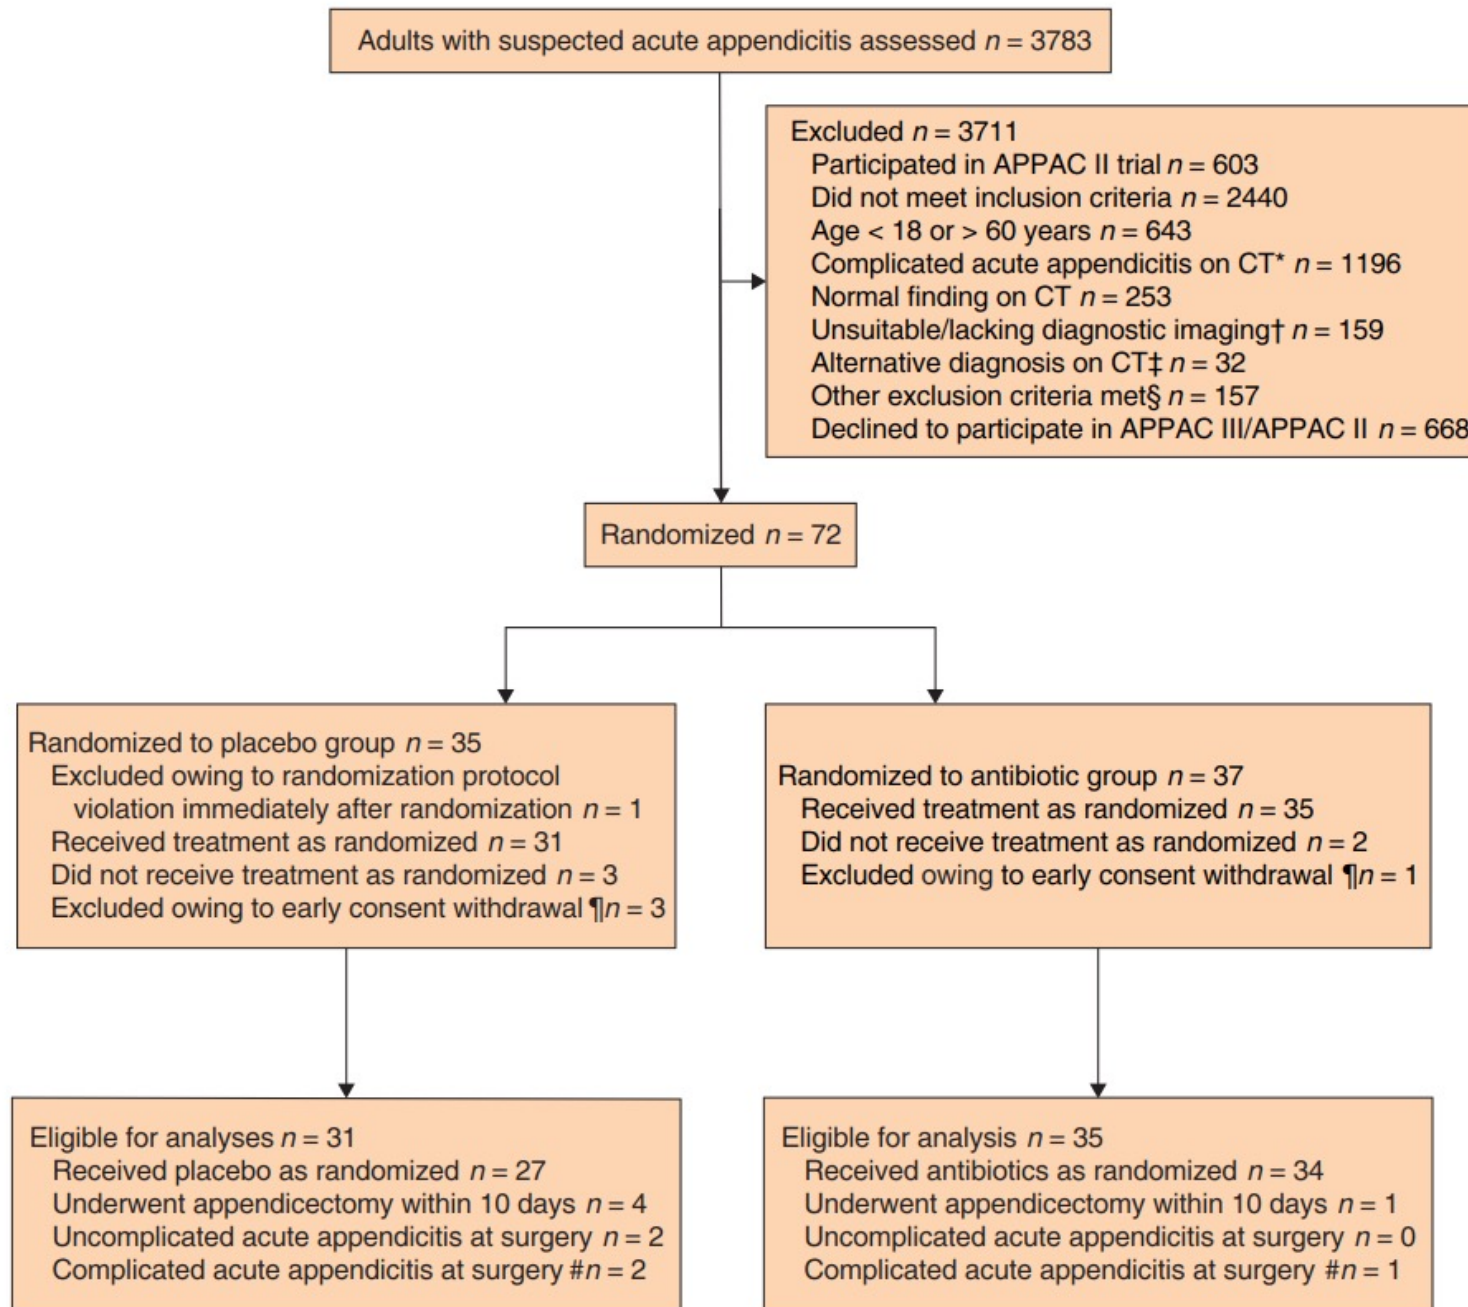 Adults with suspected acute appendicitis assessed n = 3783
Excluded n = 3711
Participated in APPAC II trial n = 603
Did not meet inclusion criteria n = 2440
Age < 18 or > 60 years n = 643
Complicated acute appendicitis on CT* n = 1196
Normal finding on CT n = 253
Unsuitable/lacking diagnostic imaging† n = 159
Alternative diagnosis on CT‡ n = 32
Other exclusion criteria met§ n = 157
Declined to participate in APPAC III/APPAC II n = 668
Randomized n = 72
Randomized to placebo group n = 35
Excluded owing to randomization protocol
violation immediately after randomization n = 1
Received treatment as randomized n = 31
Did not receive treatment as randomized n = 3
Excluded owing to early consent withdrawal ¶n = 3
Randomized to antibiotic group n = 37
Received treatment as randomized n = 35
Did not receive treatment as randomized n = 2
Excluded owing to early consent withdrawal ¶n = 1
Eligible for analyses n = 31
Received placebo as randomized n = 27
Underwent appendicectomy within 10 days n = 4
Uncomplicated acute appendicitis at surgery n = 2
Complicated acute appendicitis at surgery #n = 2
Eligible for analysis n = 35
Received antibiotics as randomized n = 34
Underwent appendicectomy within 10 days n = 1
Uncomplicated acute appendicitis at surgery n = 0
Complicated acute appendicitis at surgery #n = 1